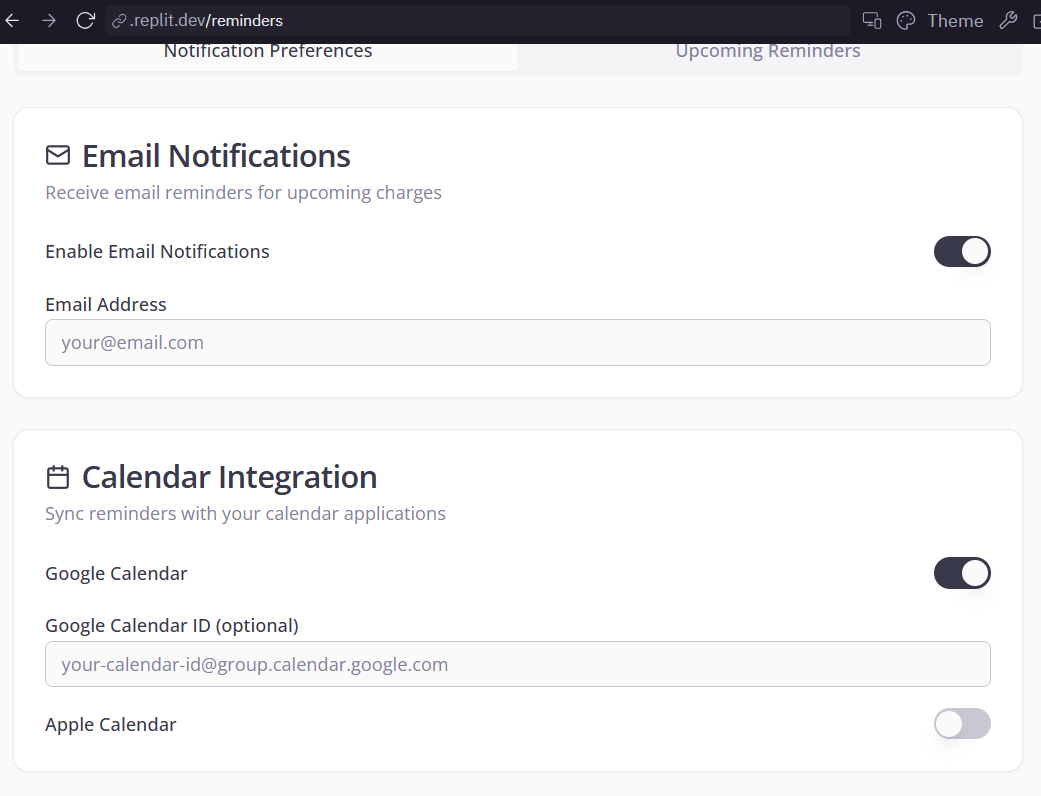 .replit.dev/reminders
Theme
Notification Preferences
Upcoming Reminders
Email Notifications
Receive email reminders for upcoming charges
Enable Email Notifications
Email Address
your@email.com
Calendar Integration
Sync reminders with your calendar applications
Google Calendar
Google Calendar ID (optional)
your-calendar-id@group.calendar.google.com
Apple Calendar